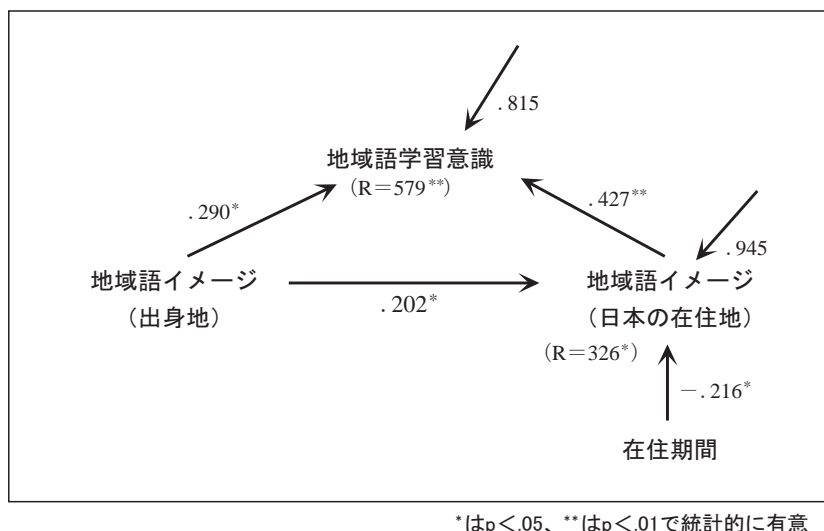 .815
地域語学習意識
(R＝579**)
.290*
.427**
.945
地域語イメージ
(出身地)
.202*
地域語イメージ
(日本の在住地)
(R＝326*)
－.216*
在住期間
*はp＜.05、**はp＜.01で統計的に有意